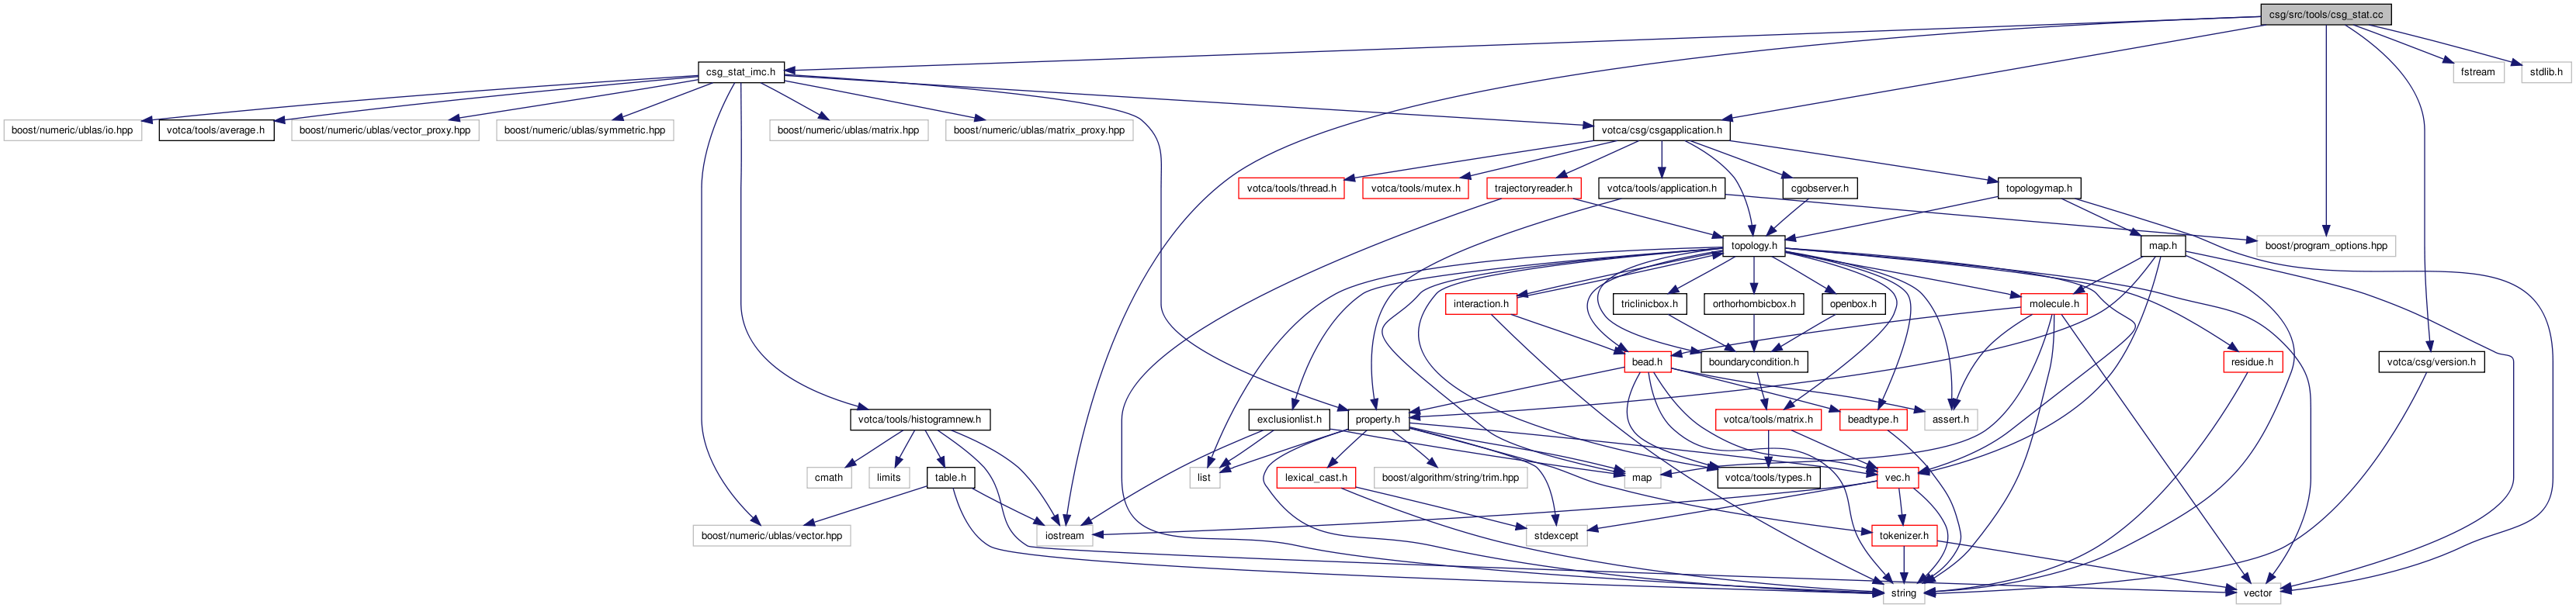 csg/src/tools/csg_stat.cc
csg_stat_imc.h
fstream
stdlib.h
boost/numeric/ublas/io.hpp
votca/tools/average.h
boost/numeric/ublas/vector_proxy.hpp
boost/numeric/ublas/symmetric.hpp
boost/numeric/ublas/matrix.hpp
boost/numeric/ublas/matrix_proxy.hpp
votca/csg/csgapplication.h
votca/tools/thread.h
votca/tools/mutex.h
trajectoryreader.h
votca/tools/application.h
cgobserver.h
topologymap.h
topology.h
map.h
boost/program_options.hpp
interaction.h
triclinicbox.h
orthorhombicbox.h
openbox.h
molecule.h
bead.h
boundarycondition.h
residue.h
votca/csg/version.h
votca/tools/histogramnew.h
exclusionlist.h
property.h
votca/tools/matrix.h
beadtype.h
assert.h
cmath
limits
table.h
list
lexical_cast.h
boost/algorithm/string/trim.hpp
map
votca/tools/types.h
vec.h
boost/numeric/ublas/vector.hpp
iostream
stdexcept
tokenizer.h
string
vector